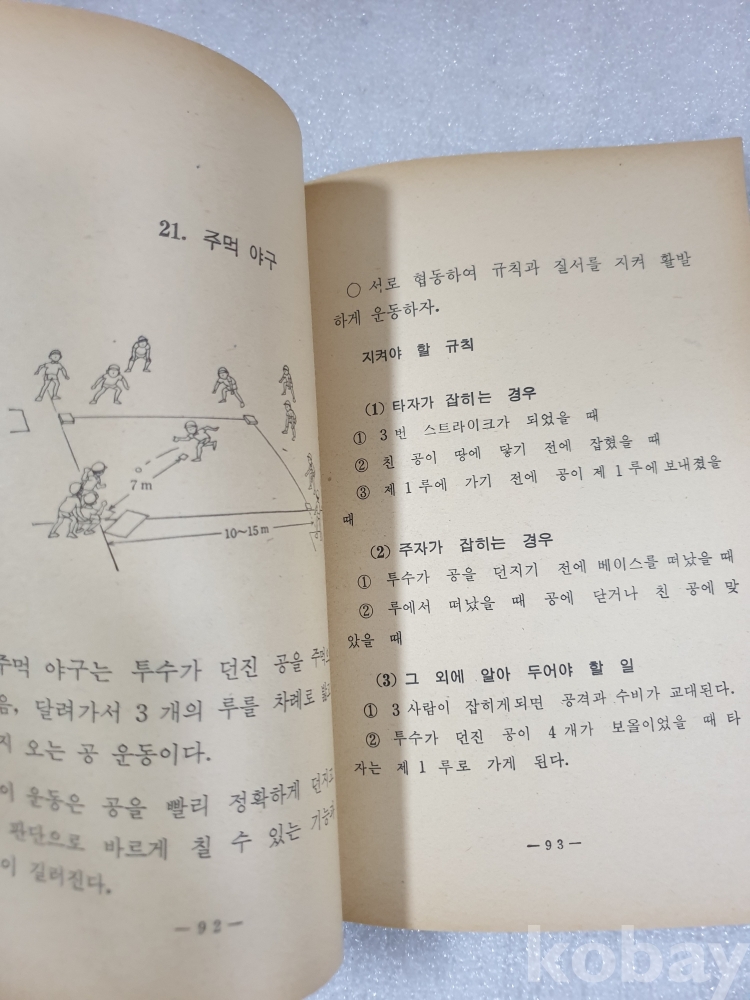 21. 주먹 야구
7m
10~15m
주먹 야구는 투수가 던진 공을
달려가서 3 개의 루를 차례로
오는 공 운동이다.
운동은 공을 빨리 정확하게 던지고
판단으로 바르게 칠 수 있는
길러진다.
―92―
○ 서로 협동하여 규칙과 질서를 지켜 활발
하게 운동하자.
지켜야 할 규칙
(1) 타자가 잡히는 경우
① 3 번 스트라이크가 되었을 때
② 친 공이 땅에 닿기 전에 잡혔을 때
③ 제 1 루에 가기 전에 공이 제 1 루에 보내졌을
때
(2) 주자가 잡히는 경우
① 투수가 공을 던지기 전에 베이스를 떠났을 때
② 루에서 떠났을 때 공에 닫거나 친 공에 맞
았을 때
(3) 그 외에 알아 두어야 할 일
① 3 사람이 잡히게되면 공격과 수비가 교대된다.
② 투수가 던진 공이 4 개가 보올이었을 때 타
자는 제 1 루로 가게 된다.
―93―
kobay